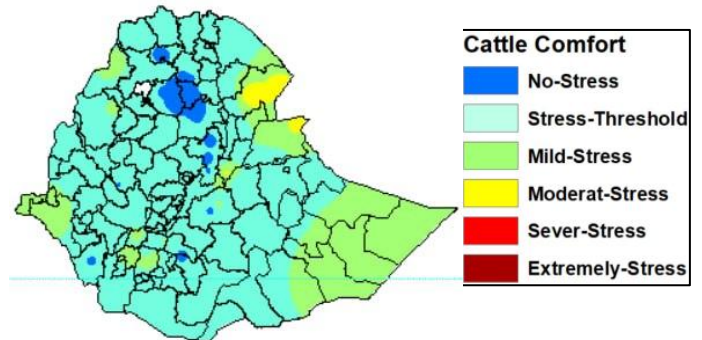 Cattle Comfort
No-Stress
Stress-Threshold
Mild-Stress
Moderat-Stress
Sever-Stress
Extremely-Stress